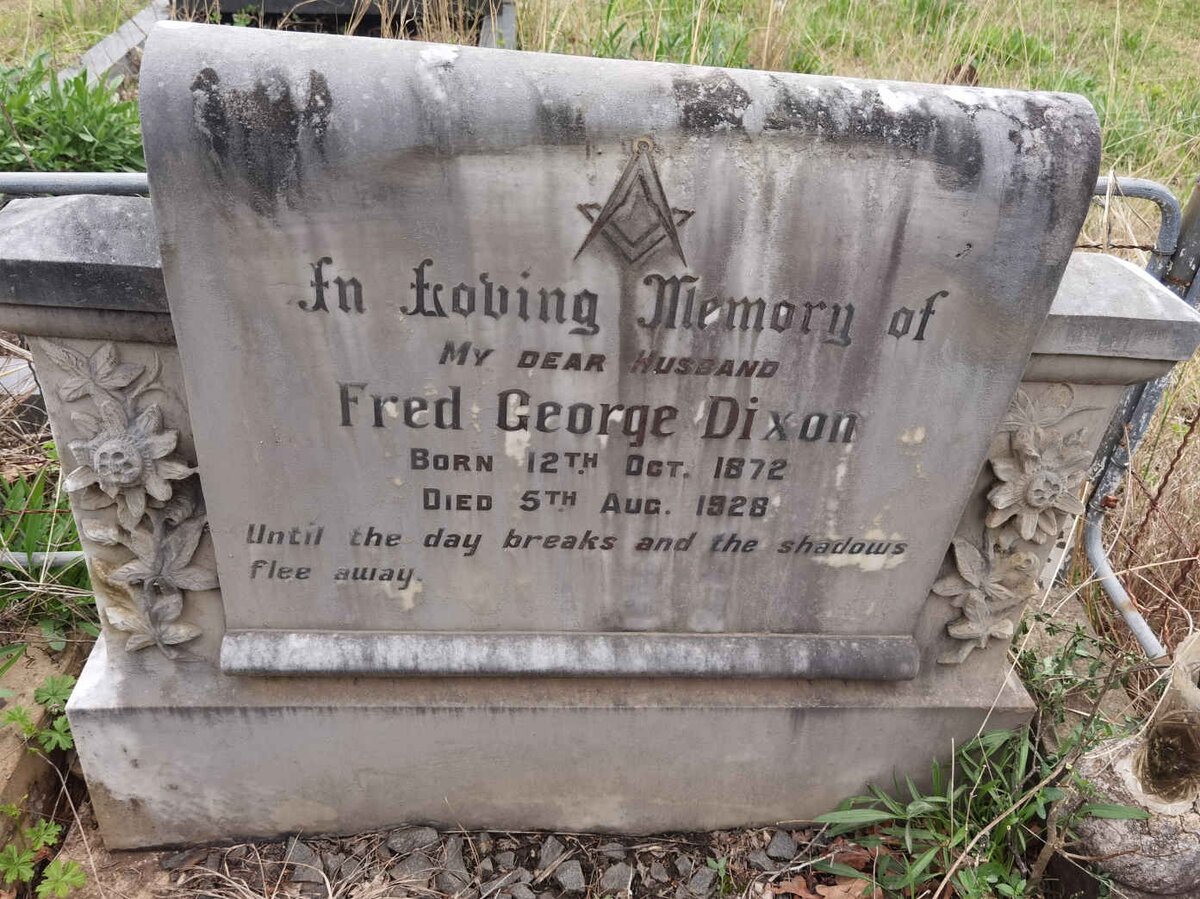 In Loving Memory of
My dear Husband
Fred George Dixon
Born 12th Oct. 1872
Died 5th Aug. 1928
Until the day breaks and the shadows
flee away.